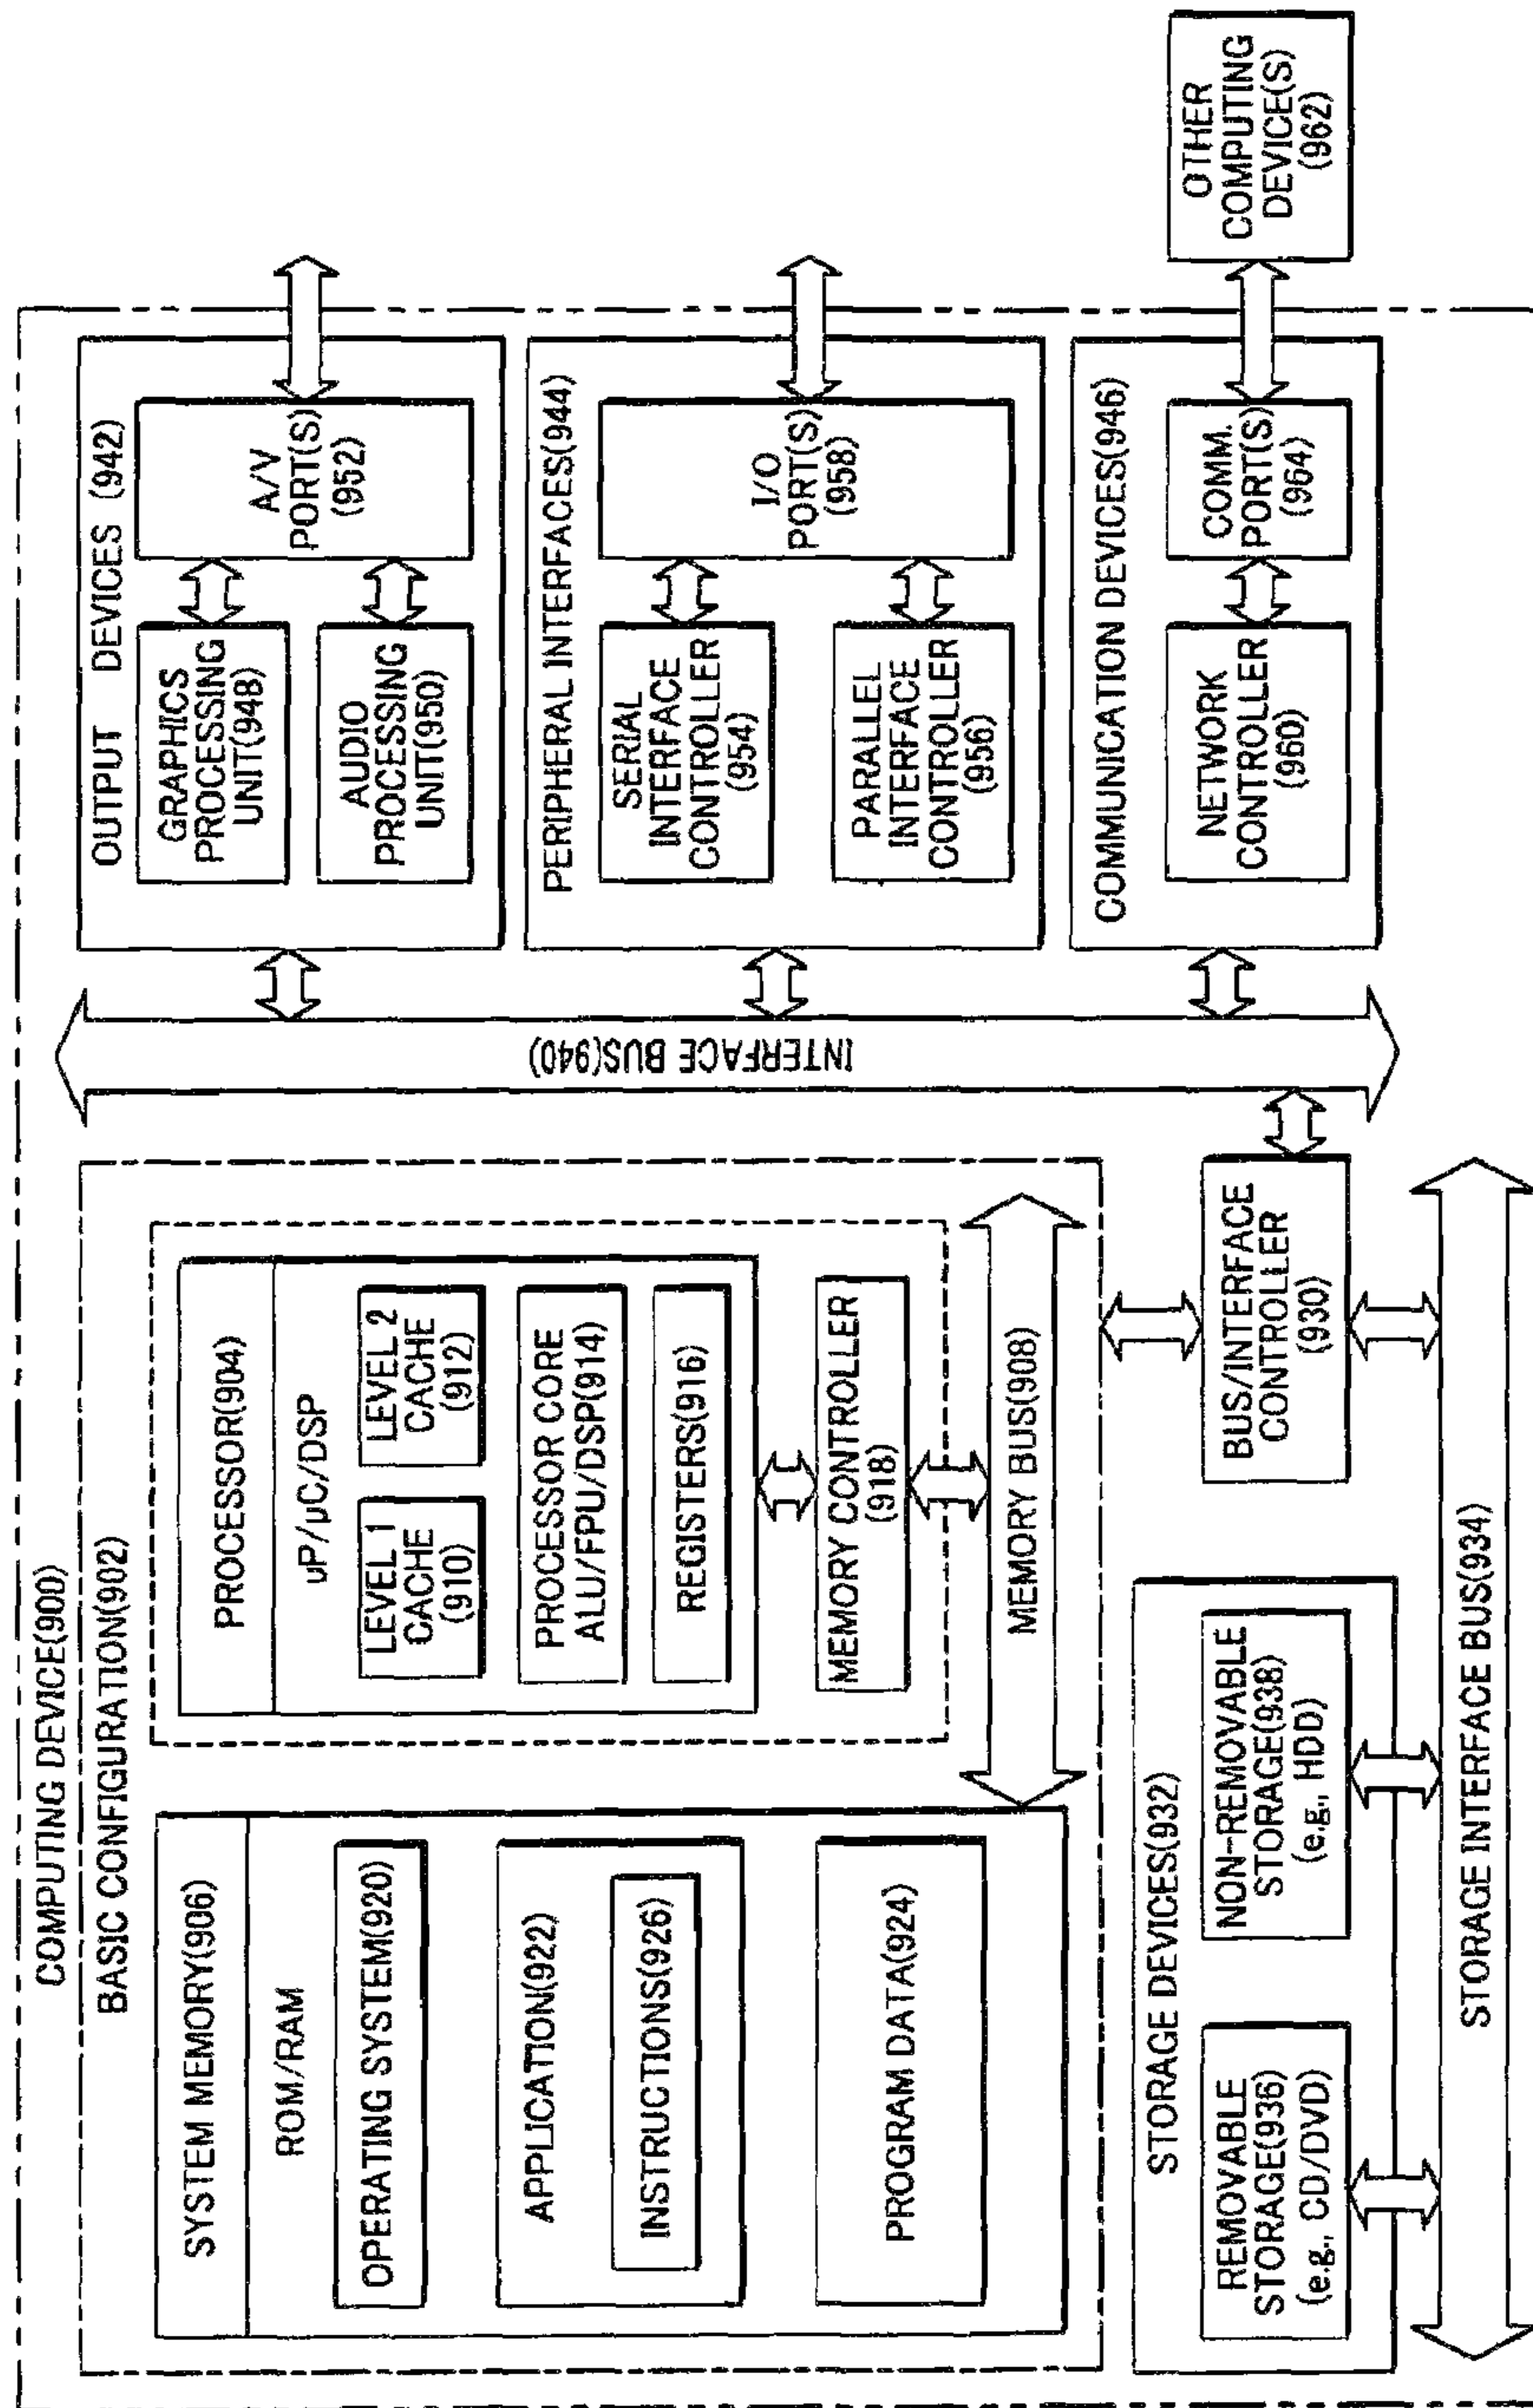 COMPUTING DEVICE(900)
BASIC CONFIGURATION(902)
SYSTEM MEMORY(906)
ROM/RAM
OPERATING SYSTEM(920)
APPLICATION(922)
INSTRUCTIONS(926)
PROGRAM DATA(924)
PROCESSOR(904)
uP/µC/DSP
LEVEL 1
CACHE
(910)
LEVEL 2
CACHE
(912)
PROCESSOR CORE
ALU/FPU/DSP(914)
REGISTERS(916)
MEMORY CONTROLLER
(918)
MEMORY BUS(908)
BUS/INTERFACE
CONTROLLER
(930)
STORAGE DEVICES(932)
REMOVABLE
STORAGE(936)
(e.g., CD/DVD)
NON-REMOVABLE
STORAGE(938)
(e.g., HDD)
STORAGE INTERFACE BUS(934)
INTERFACE BUS(940)
OUTPUT DEVICES (942)
GRAPHICS
PROCESSING
UNIT(948)
AUDIO
PROCESSING
UNIT(950)
A/V
PORT(S)
(952)
PERIPHERAL INTERFACES(944)
SERIAL
INTERFACE
CONTROLLER
(954)
PARALLEL
INTERFACE
CONTROLLER
(956)
I/O
PORT(S)
(958)
COMMUNICATION DEVICES(946)
NETWORK
CONTROLLER
(960)
COMM.
PORT(S)
(964)
OTHER
COMPUTING
DEVICE(S)
(962)